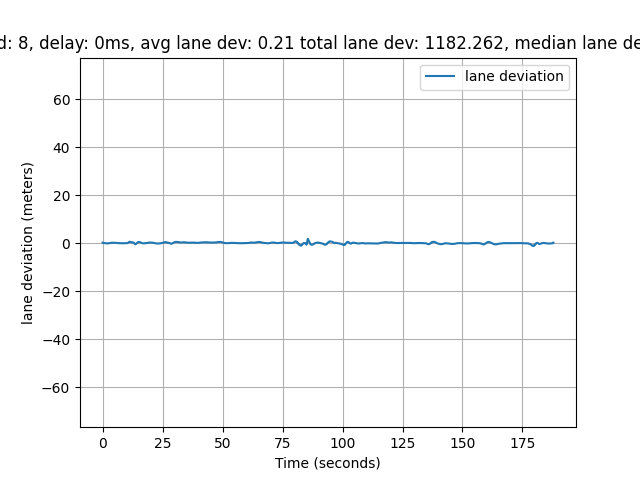 d: 8, delay: 0ms, avg lane dev: 0.21 total lane dev: 1182.262, median lane de
lane deviation
60
40
20
0
−20
−40
−60
lane deviation (meters)
0 25 50 75 100 125 150 175
Time (seconds)